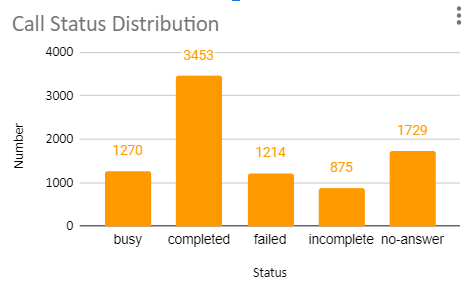 Call Status Distribution
4000
3000
2000
1000
0
Number
1270
3453
1214
875
1729
busy
completed
failed
incomplete
no-answer
Status